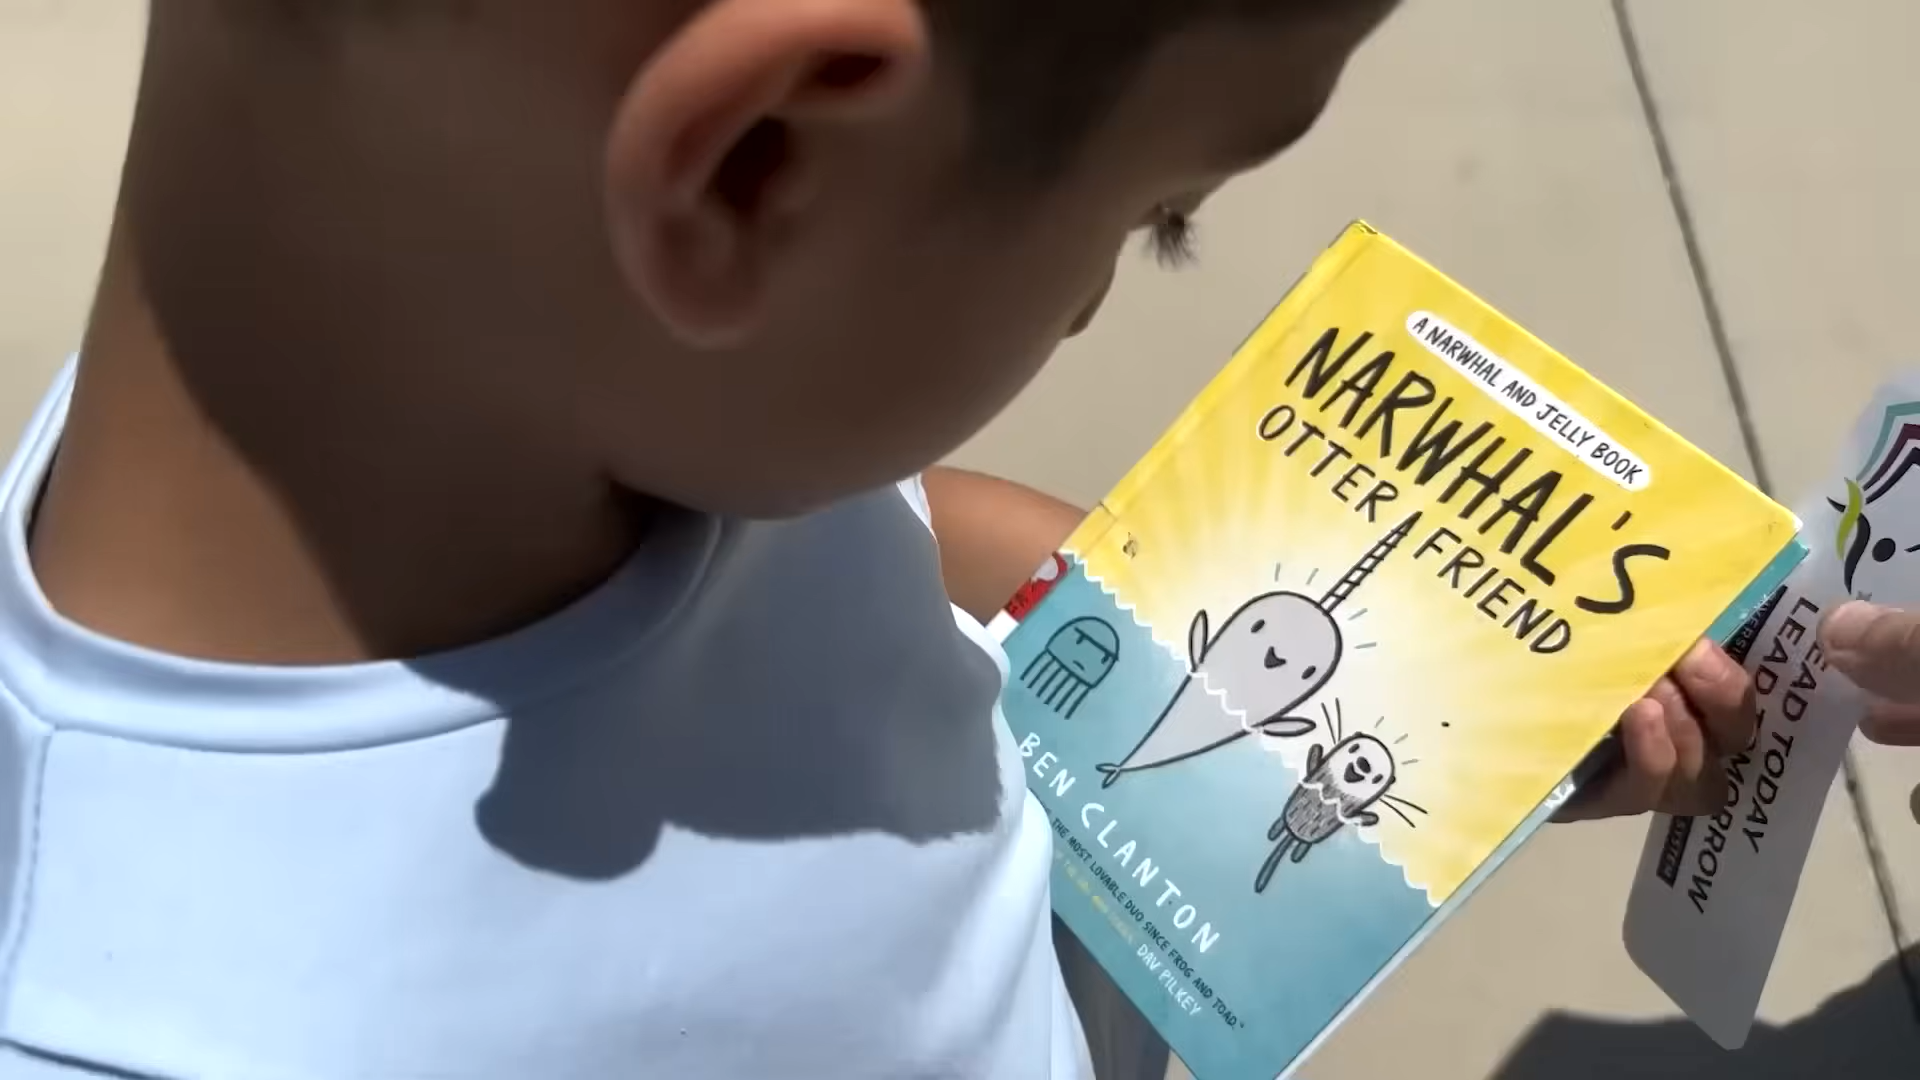 A NARWHAL AND JELLY BOOK
NARWHAL'S
OTTER FRIEND
BEN CLANTON
THE MOST LOVABLE DUO SINCE FROG AND TOAD."
DAV PILKEY
LEAD TODAY
LEAD TOMORROW